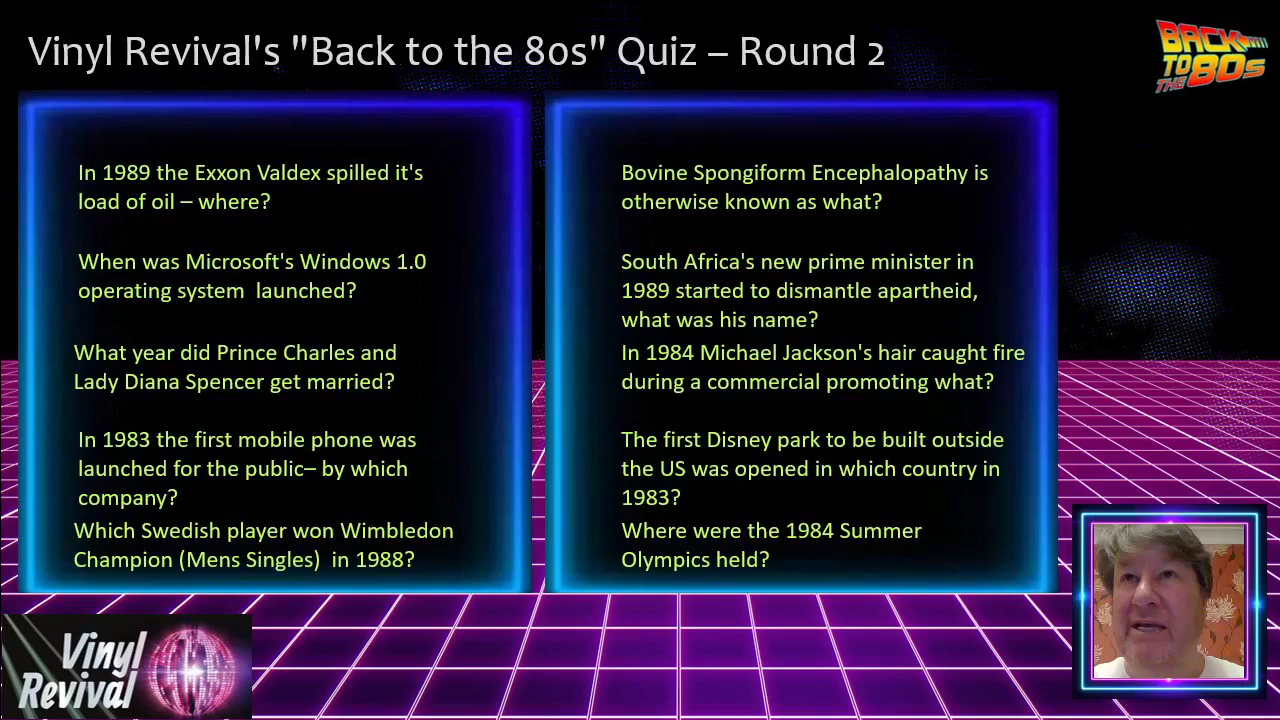 Vinyl Revival's "Back to the 80s" Quiz – Round 2
BACK
TO
THE 80s
In 1989 the Exxon Valdex spilled it's
load of oil – where?
When was Microsoft's Windows 1.0
operating system  launched?
What year did Prince Charles and
Lady Diana Spencer get married?
In 1983 the first mobile phone was
launched for the public– by which
company?
Which Swedish player won Wimbledon
Champion (Mens Singles)  in 1988?
Bovine Spongiform Encephalopathy is
otherwise known as what?
South Africa's new prime minister in
1989 started to dismantle apartheid,
what was his name?
In 1984 Michael Jackson's hair caught fire
during a commercial promoting what?
The first Disney park to be built outside
the US was opened in which country in
1983?
Where were the 1984 Summer
Olympics held?
Vinyl
Revival